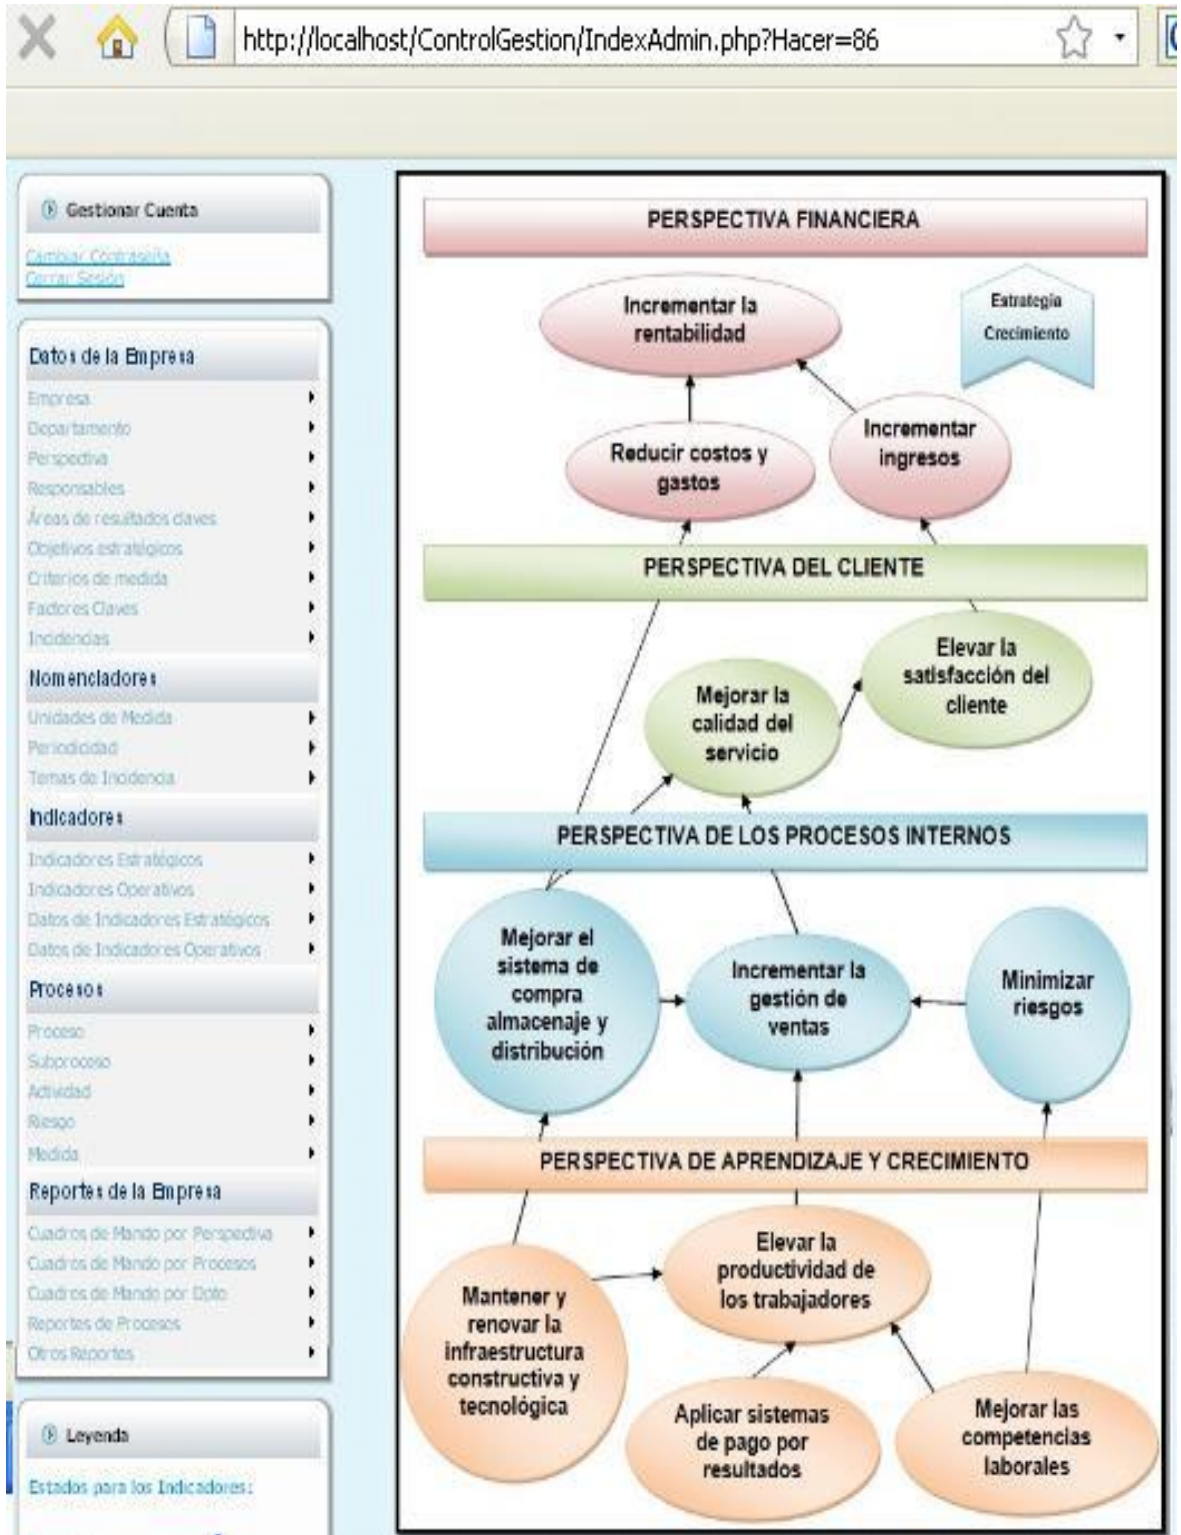 http://localhost/ControlGestion/IndexAdmin.php?Hacer=86
Gestionar Cuenta
Cambiar Contraseña
Cerrar Sesión
Datos de la Empresa
Empresa
Departamento
Perspectiva
Responsables
Áreas de resultados claves
Objetivos estratégicos
Criterios de medida
Factores Claves
Incidencias
Nomencladores
Unidades de Medida
Periodicidad
Temas de Incidencia
Indicadores
Indicadores Estratégicos
Indicadores Operativos
Datos de Indicadores Estratégicos
Datos de Indicadores Operativos
Procesos
Proceso
Subproceso
Actividad
Riesgo
Medida
Reportes de la Empresa
Cuadros de Mando por Perspectiva
Cuadros de Mando por Procesos
Cuadros de Mando por Dpto
Reportes de Procesos
Otros Reportes
Leyenda
Estados para los Indicadores:
PERSPECTIVA FINANCIERA
Incrementar la
rentabilidad
Estrategia
Crecimiento
Reducir costos y
gastos
Incrementar
ingresos
PERSPECTIVA DEL CLIENTE
Elevar la
satisfacción del
cliente
Mejorar la
calidad del
servicio
PERSPECTIVA DE LOS PROCESOS INTERNOS
Mejorar el
sistema de
compra
almacenaje y
distribución
Incrementar la
gestión de
ventas
Minimizar
riesgos
PERSPECTIVA DE APRENDIZAJE Y CRECIMIENTO
Mantener y
renovar la
infraestructura
constructiva y
tecnológica
Elevar la
productividad de
los trabajadores
Aplicar sistemas
de pago por
resultados
Mejorar las
competencias
laborales